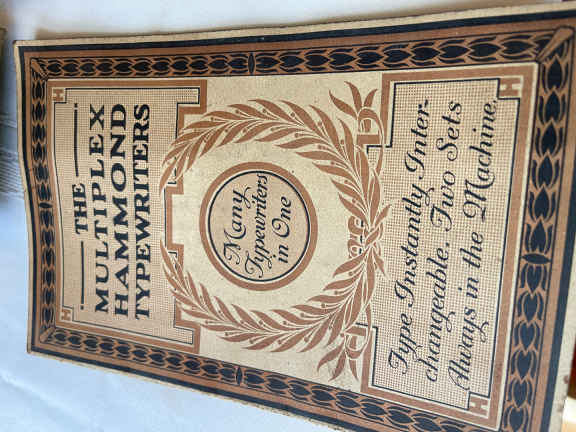 THE
MULTIPLEX
HAMMOND
TYPEWRITERS
Many
Typewriters
in One
Type Instantly Inter-
changeable. Two Sets
Always in the Machine.
H
H
H
H